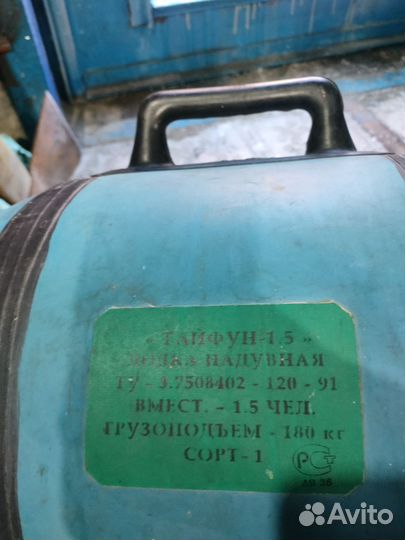 « ТАЙФУН-1,5 »
ЛОДКА НАДУВНАЯ
ТУ - 3.7508402 - 120 - 91
ВМЕСТ. - 1.5 ЧЕЛ.
ГРУЗОПОДЪЕМ - 180 кг
СОРТ - 1
РСТ
Avito